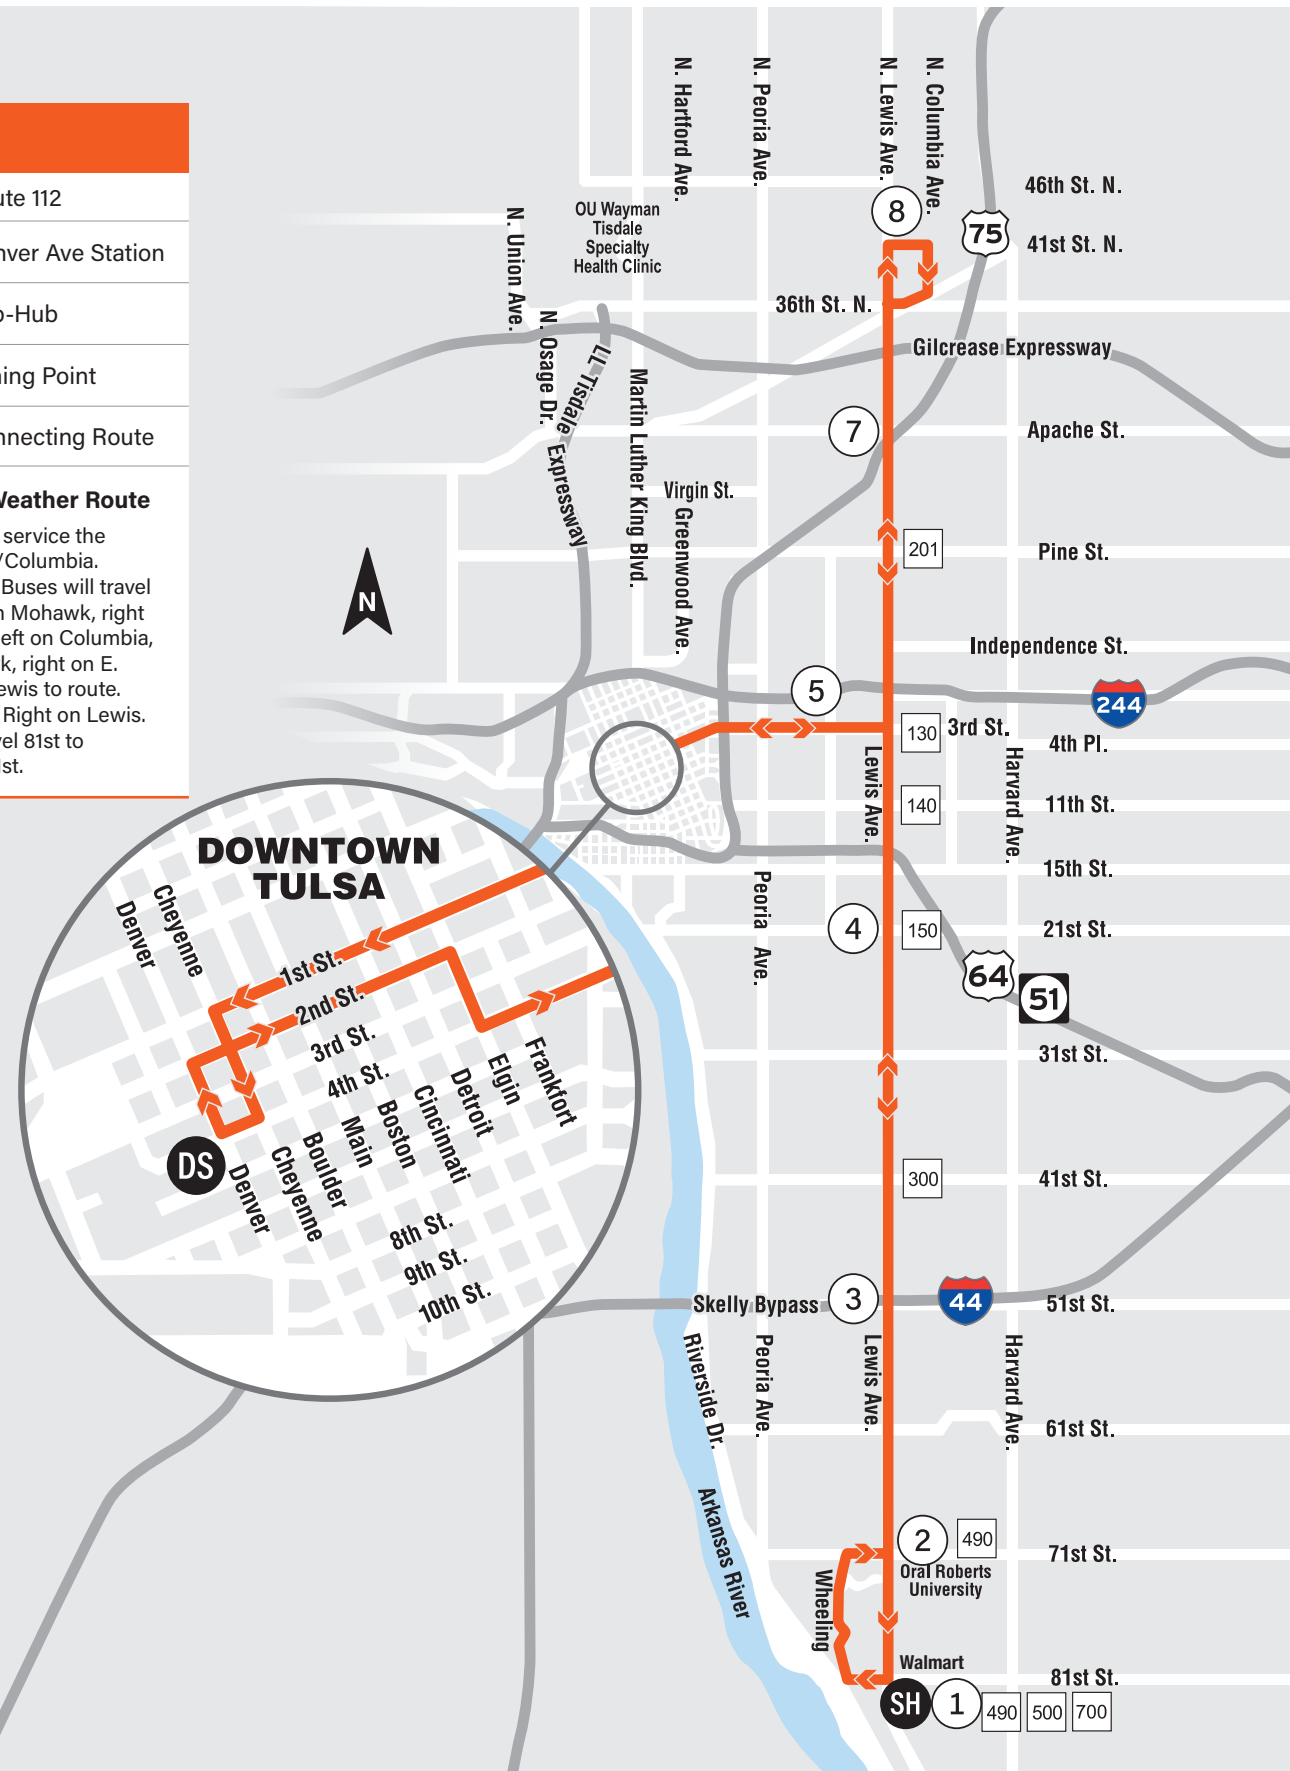 ute 112
nver Ave Station
o-Hub
ning Point
nnecting Route
Weather Route
service the
/Columbia.
Buses will travel
n Mohawk, right
eft on Columbia,
k, right on E.
ewis to route.
Right on Lewis.
vel 81st to
1st.
N. Hartford Ave.
N. Peoria Ave.
N. Lewis Ave.
N. Columbia Ave.
46th St. N.
8
75
41st St. N.
OU Wayman
Tisdale
Specialty
Health Clinic
N. Union Ave.
36th St. N.
N. Osage Dr.
LL Tisdale Expressway
Gilcrease Expressway
Martin Luther King Blvd.
7
Apache St.
Virgin St.
Greenwood Ave.
201
Pine St.
N
Independence St.
5
244
130
3rd St.
4th Pl.
Lewis Ave.
Harvard Ave.
140
11th St.
15th St.
Peoria Ave.
4
150
21st St.
64
51
31st St.
300
41st St.
Skelly Bypass
3
44
51st St.
Riverside Dr.
Peoria Ave.
Lewis Ave.
Harvard Ave.
61st St.
Arkansas River
2
490
71st St.
Oral Roberts
University
Wheeling
Walmart
81st St.
SH
1
490
500
700
DOWNTOWN
TULSA
Denver
Cheyenne
1st St.
2nd St.
3rd St.
4th St.
Frankfort
Elgin
Detroit
Cincinnati
Boston
Main
Boulder
Cheyenne
Denver
DS
8th St.
9th St.
10th St.